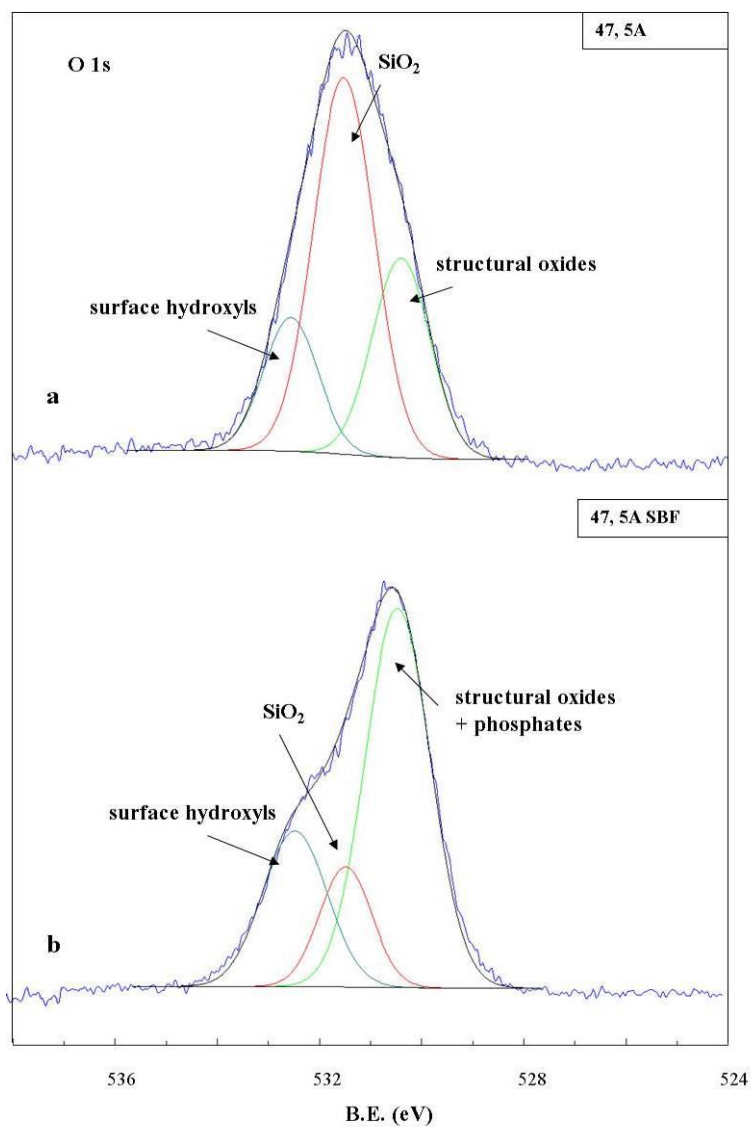 47, 5A
O 1s
SiO₂
structural oxides
surface hydroxyls
a
47, 5A SBF
structural oxides
+ phosphates
SiO₂
surface hydroxyls
b
536 532 528 524
B.E. (eV)